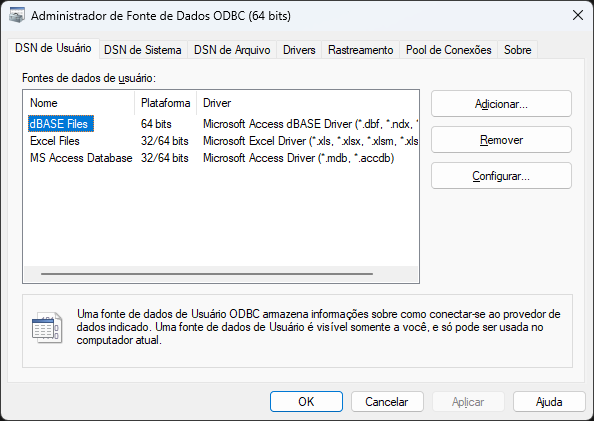 Administrador de Fonte de Dados ODBC (64 bits)
DSN de Usuário DSN de Sistema DSN de Arquivo Drivers Rastreamento Pool de Conexões Sobre
Fontes de dados de usuário:
Nome Plataforma Driver
dBASE Files 64 bits Microsoft Access dBASE Driver (*.dbf, *.ndx, *
Excel Files 32/64 bits Microsoft Excel Driver (*.xls, *.xlsx, *.xlsm, *.xls
MS Access Database 32/64 bits Microsoft Access Driver (*.mdb, *.accdb)
Adicionar...
Remover
Configurar...
Uma fonte de dados de Usuário ODBC armazena informações sobre como conectar-se ao provedor de
dados indicado. Uma fonte de dados de Usuário é visível somente a você, e só pode ser usada no
computador atual.
OK Cancelar Aplicar Ajuda